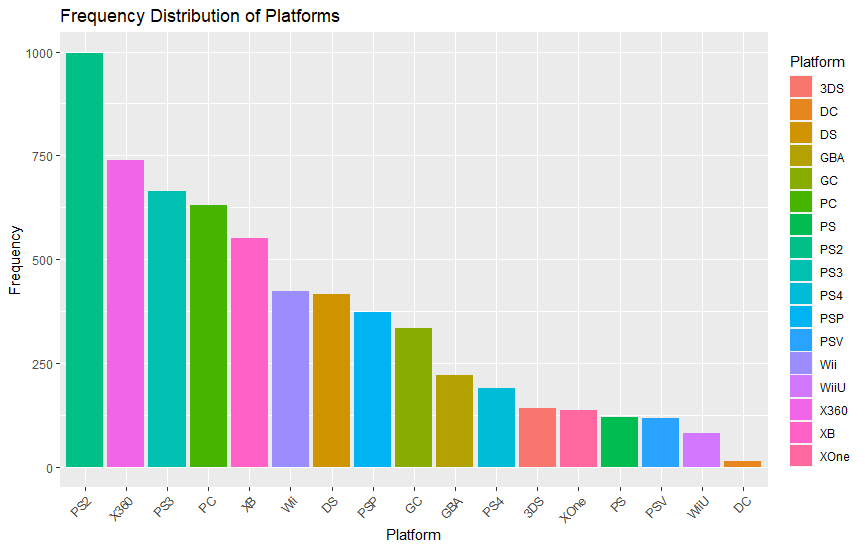 Frequency Distribution of Platforms
Frequency
1000
750
500
250
0
PS2
X360
PS3
PC
XB
Wii
DS
PSP
GC
GBA
PS4
3DS
XOne
PS
PSV
WiiU
DC
Platform
Platform
3DS
DC
DS
GBA
GC
PC
PS
PS2
PS3
PS4
PSP
PSV
Wii
WiiU
X360
XB
XOne